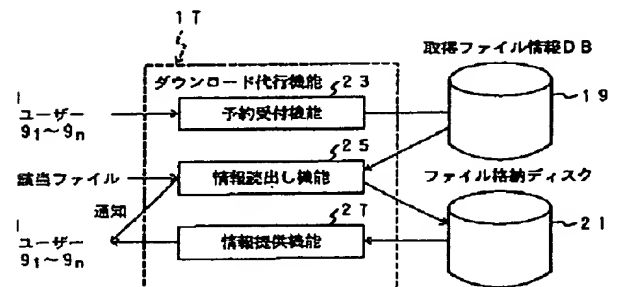 1T
取得ファイル情報DB
ダウンロード代行機能 23
ユーザー
9₁～9ₙ
予約受付機能
19
25
該当ファイル
情報読出し機能
ファイル格納ディスク
通知
27
ユーザー
9₁～9ₙ
情報提供機能
21